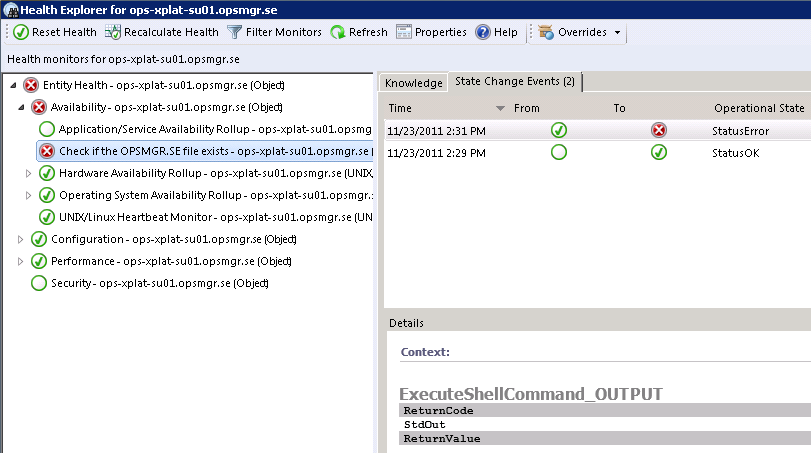 Health Explorer for ops-xplat-su01.opsmgr.se
Reset Health Recalculate Health Filter Monitors Refresh Properties Help Overrides
Health monitors for ops-xplat-su01.opsmgr.se
Entity Health - ops-xplat-su01.opsmgr.se (Object)
Availability - ops-xplat-su01.opsmgr.se (Object)
Application/Service Availability Rollup - ops-xplat-su01.opsmg
Check if the OPSMGR.SE file exists - ops-xplat-su01.opsmgr.se (
Hardware Availability Rollup - ops-xplat-su01.opsmgr.se (UNIX,
Operating System Availability Rollup - ops-xplat-su01.opsmgr.se
UNIX/Linux Heartbeat Monitor - ops-xplat-su01.opsmgr.se (UN
Configuration - ops-xplat-su01.opsmgr.se (Object)
Performance - ops-xplat-su01.opsmgr.se (Object)
Security - ops-xplat-su01.opsmgr.se (Object)
Knowledge State Change Events (2)
Time From To Operational State
11/23/2011 2:31 PM StatusError
11/23/2011 2:29 PM StatusOK
Details
Context:
ExecuteShellCommand_OUTPUT
ReturnCode
StdOut
ReturnValue